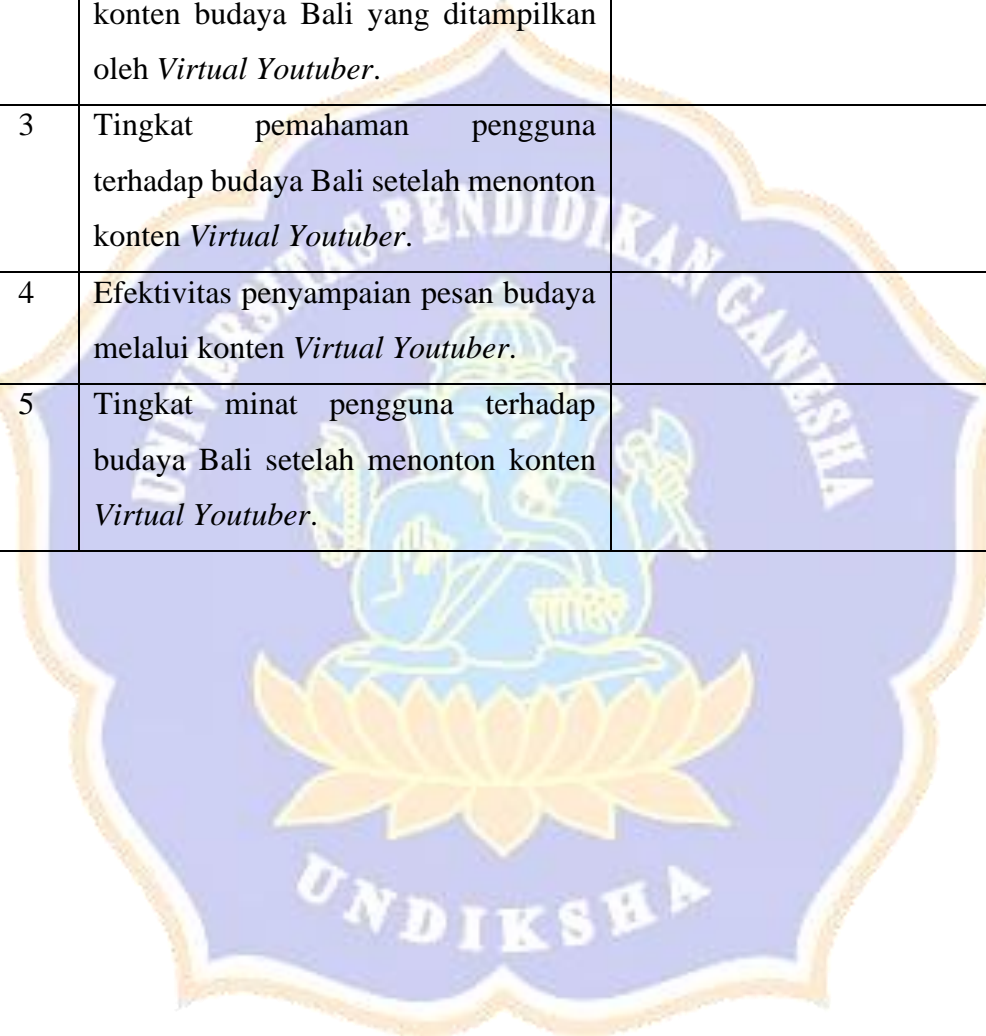 konten budaya Bali yang ditampilkan
oleh Virtual Youtuber.
3 Tingkat pemahaman pengguna
terhadap budaya Bali setelah menonton
konten Virtual Youtuber.
4 Efektivitas penyampaian pesan budaya
melalui konten Virtual Youtuber.
5 Tingkat minat pengguna terhadap
budaya Bali setelah menonton konten
Virtual Youtuber.
UNIVERSITAS PENDIDIKAN GANESHA
UNDIKSHA